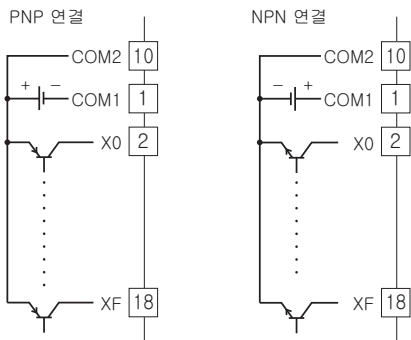 PNP 연결
COM2 10
+ −
COM1 1
X0 2
XF 18
NPN 연결
COM2 10
− +
COM1 1
X0 2
XF 18